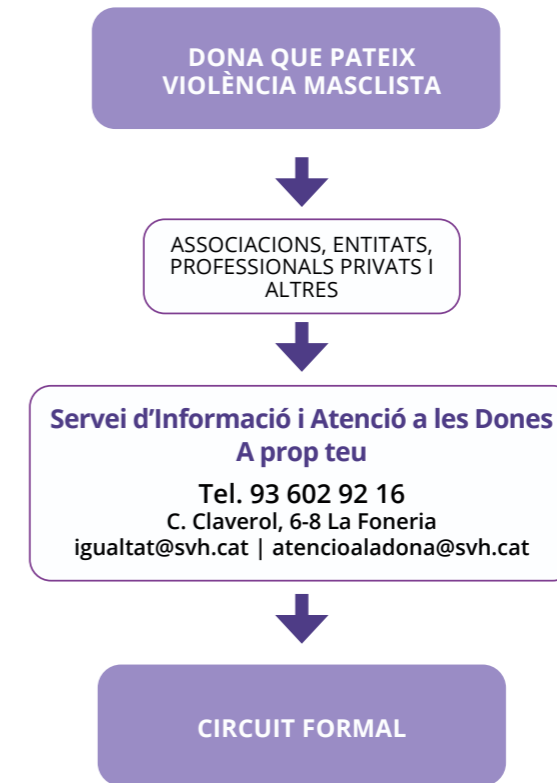 DONA QUE PATEIX
VIOLÈNCIA MASCLISTA
ASSOCIACIONS, ENTITATS,
PROFESSIONALS PRIVATS I
ALTRES
Servei d’Informació i Atenció a les Dones
A prop teu
Tel. 93 602 92 16
C. Claverol, 6-8 La Foneria
igualtat@svh.cat | atencioaladona@svh.cat
CIRCUIT FORMAL